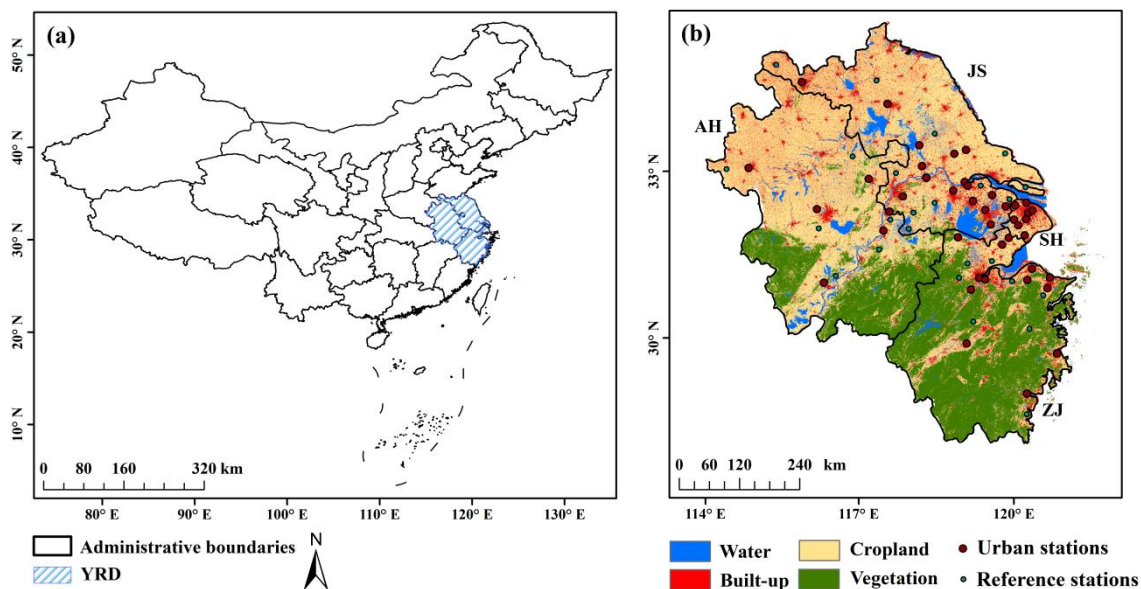 (a)
50° N
40° N
30° N
20° N
10° N
0 80 160 320 km
80° E 90° E 100° E 110° E 120° E 130° E
Administrative boundaries
YRD
N
(b)
JS
AH
33° N
SH
30° N
ZJ
0 60 120 240
km
114° E 117° E 120° E
Water Cropland Urban stations
Built-up Vegetation Reference stations